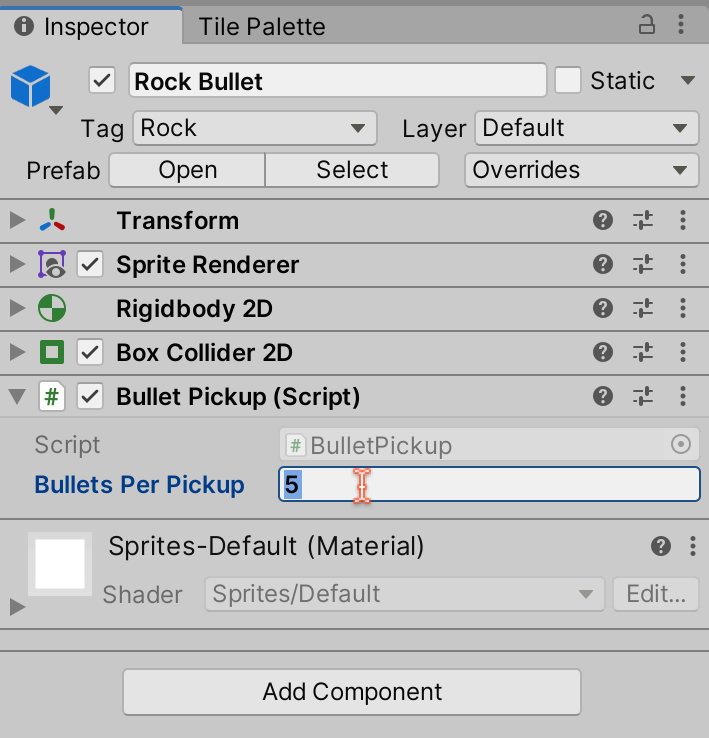 Inspector Tile Palette
Rock Bullet Static
Tag Rock Layer Default
Prefab Open Select Overrides
Transform
Sprite Renderer
Rigidbody 2D
Box Collider 2D
# Bullet Pickup (Script)
Script # BulletPickup
Bullets Per Pickup 5
Sprites-Default (Material)
Shader Sprites/Default Edit...
Add Component